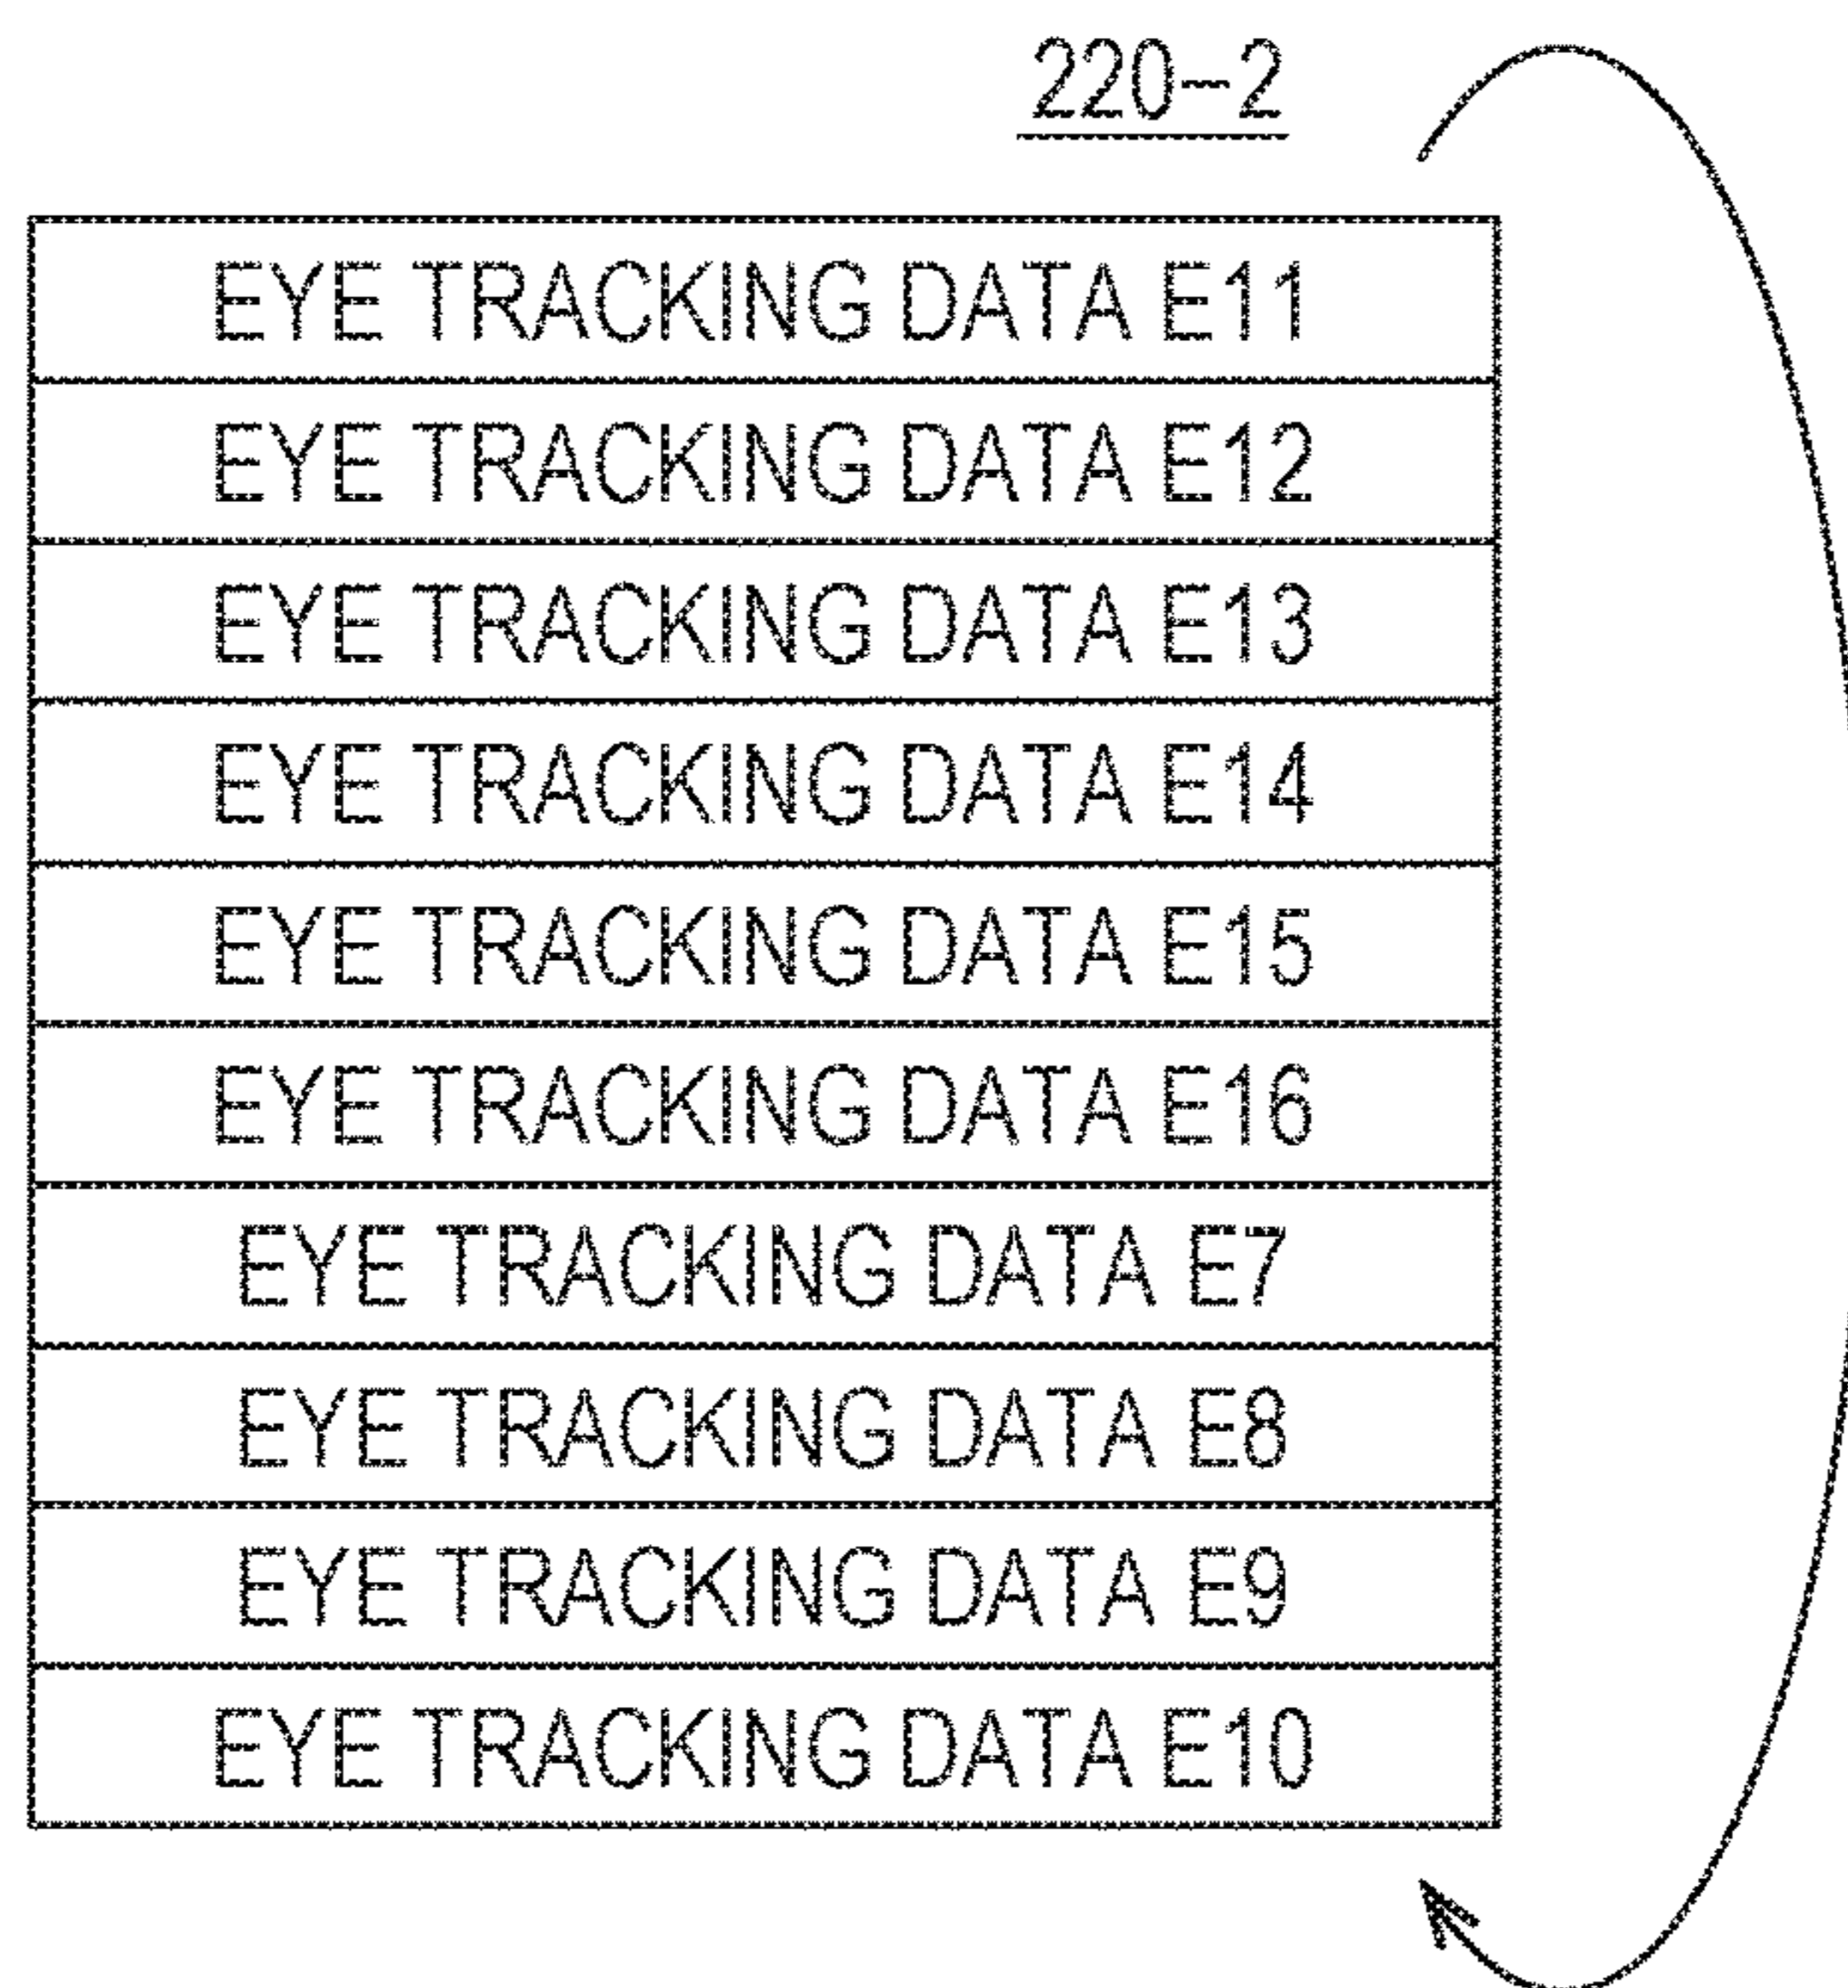 220-2
EYE TRACKING DATA E11
EYE TRACKING DATA E12
EYE TRACKING DATA E13
EYE TRACKING DATA E14
EYE TRACKING DATA E15
EYE TRACKING DATA E16
EYE TRACKING DATA E7
EYE TRACKING DATA E8
EYE TRACKING DATA E9
EYE TRACKING DATA E10